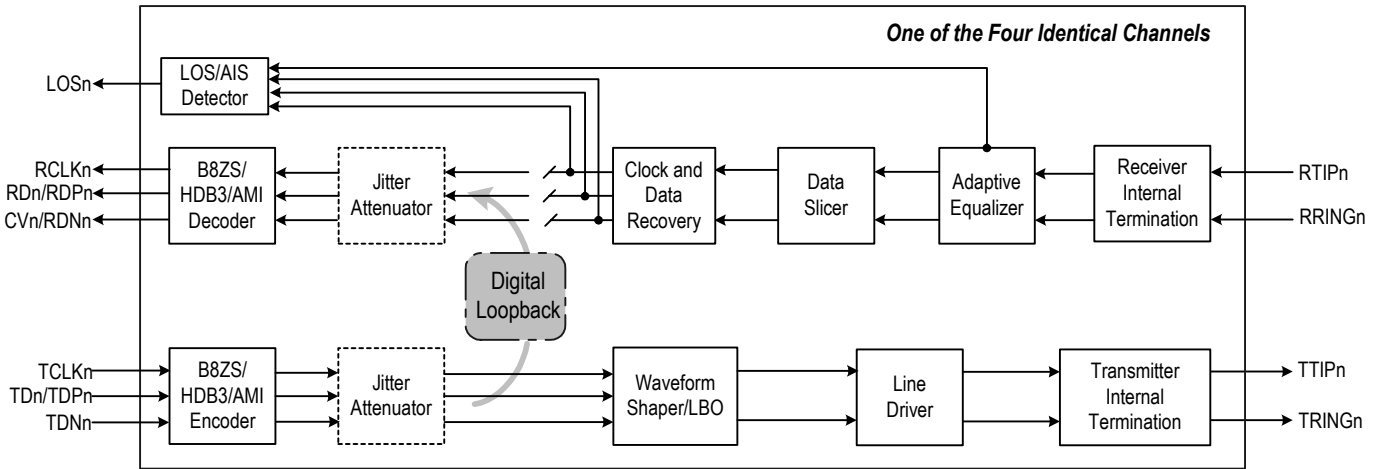 One of the Four Identical Channels
LOSn
LOS/AIS
Detector
RCLKn
RDn/RDPn
CVn/RDNn
B8ZS/
HDB3/AMI
Decoder
Jitter
Attenuator
Clock and
Data
Recovery
Data
Slicer
Adaptive
Equalizer
Receiver
Internal
Termination
RTIPn
RRINGn
Digital
Loopback
TCLKn
TDn/TDPn
TDNn
B8ZS/
HDB3/AMI
Encoder
Jitter
Attenuator
Waveform
Shaper/LBO
Line
Driver
Transmitter
Internal
Termination
TTIPn
TRINGn